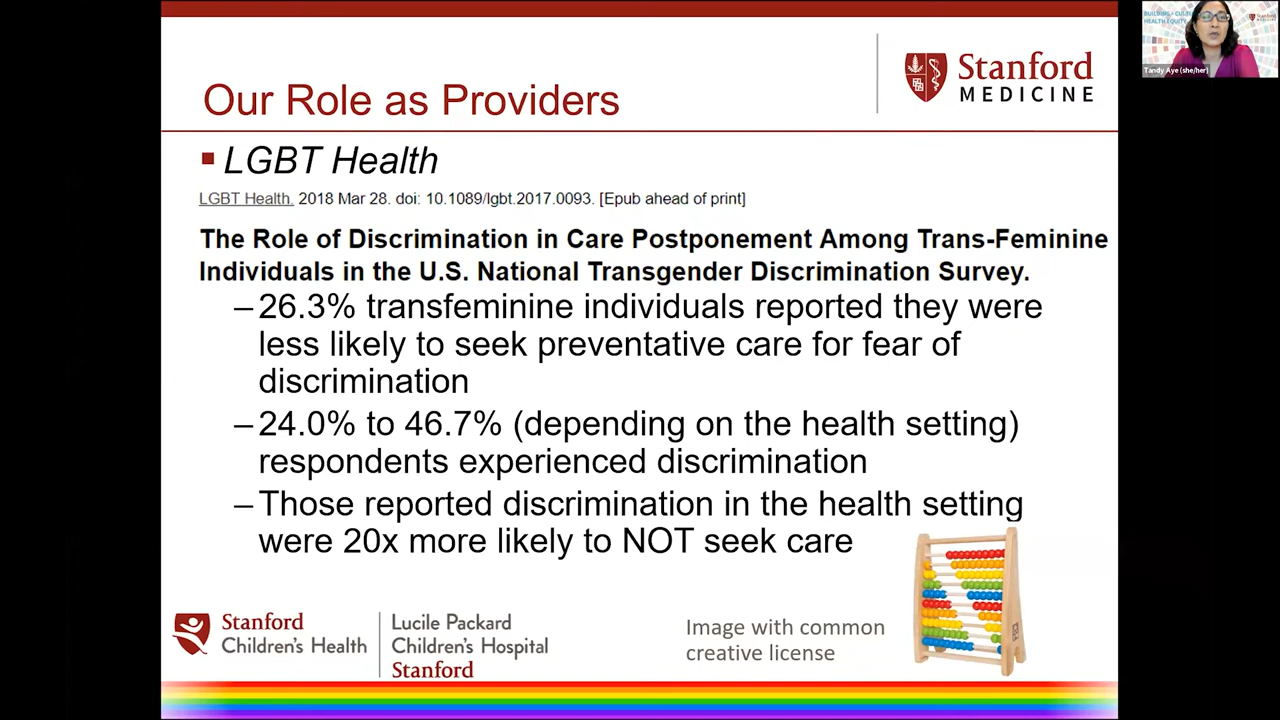 Our Role as Providers
Stanford
MEDICINE
LGBT Health
LGBT Health. 2018 Mar 28. doi: 10.1089/lgbt.2017.0093. [Epub ahead of print]
The Role of Discrimination in Care Postponement Among Trans-Feminine
Individuals in the U.S. National Transgender Discrimination Survey.
–26.3% transfeminine individuals reported they were
less likely to seek preventative care for fear of
discrimination
–24.0% to 46.7% (depending on the health setting)
respondents experienced discrimination
–Those reported discrimination in the health setting
were 20x more likely to NOT seek care
Stanford
Children's Health
Lucile Packard
Children's Hospital
Stanford
Image with common
creative license
HEALTH EQUITY
Stanford
MEDICINE
Tandy Aye (she/her)